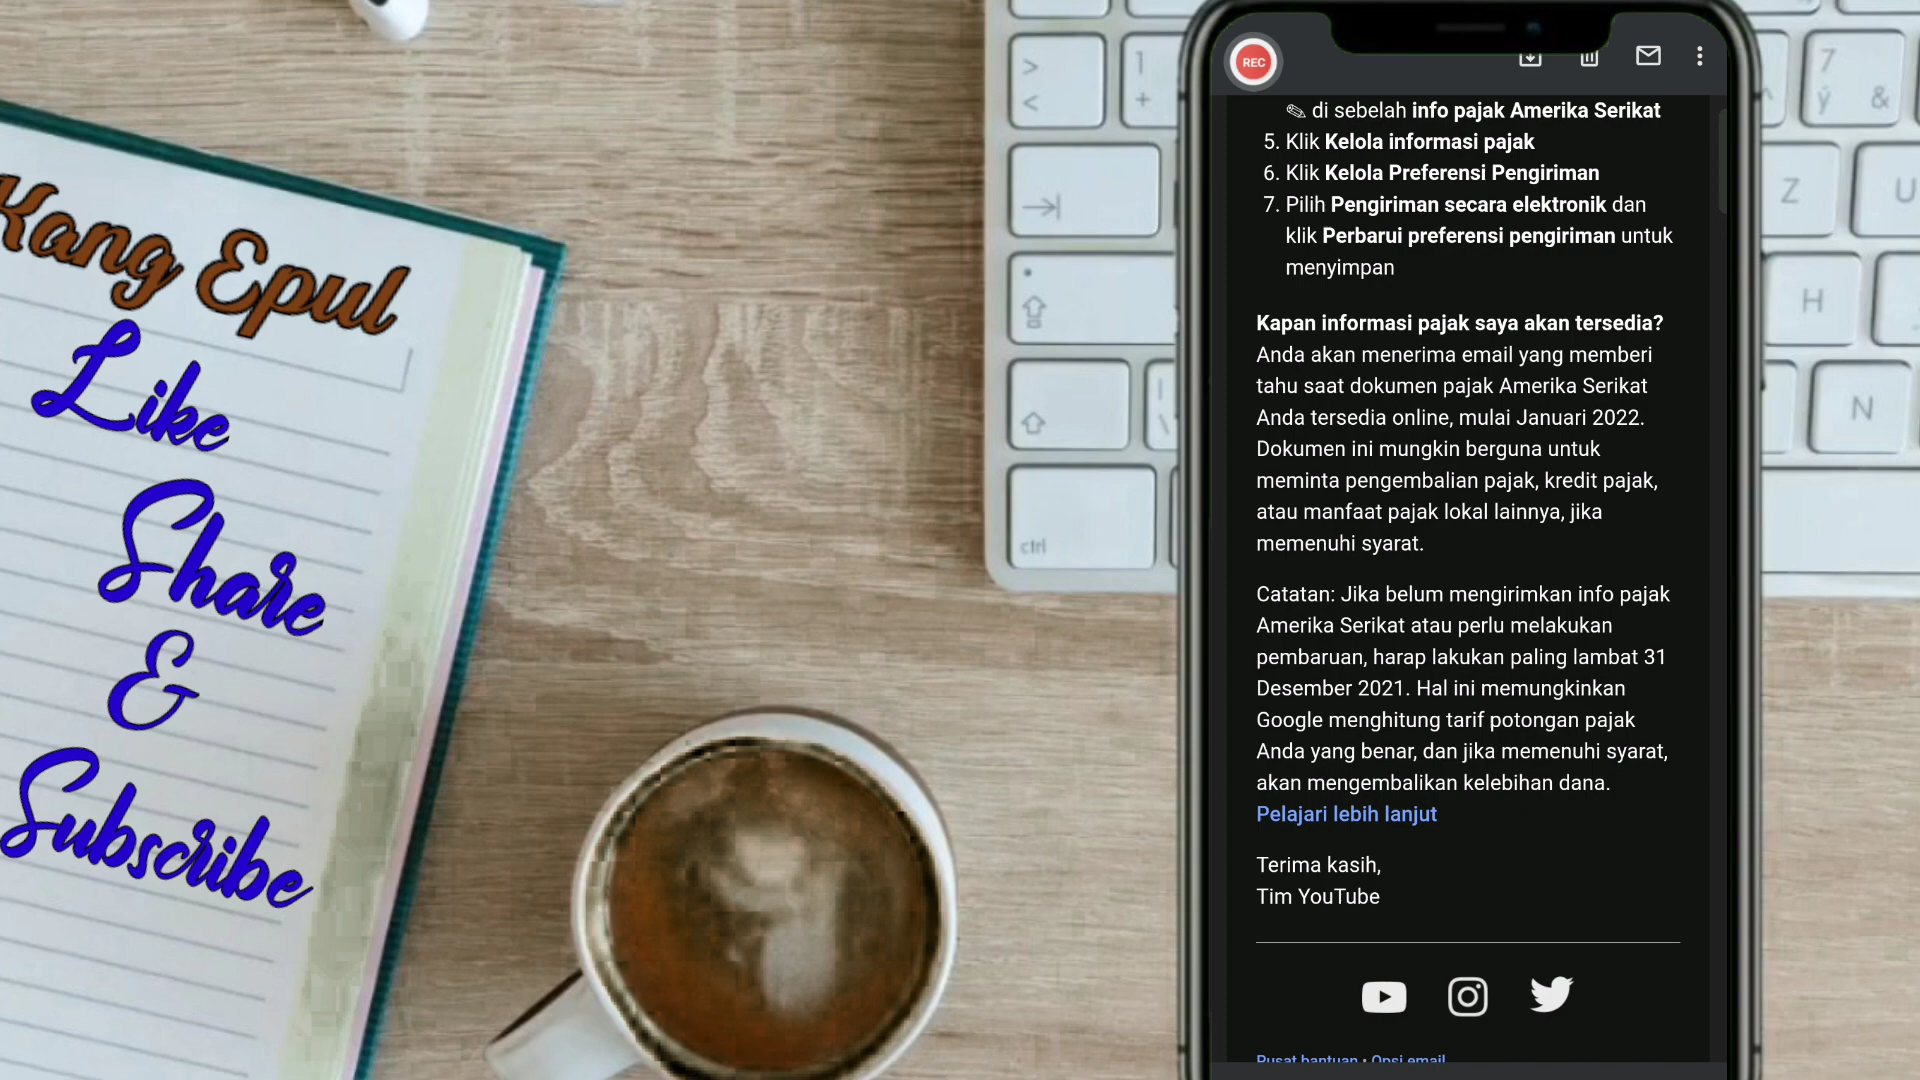 Kang Epul
Like
Share
&
Subscribe
REC
✎ di sebelah info pajak Amerika Serikat
5. Klik Kelola informasi pajak
6. Klik Kelola Preferensi Pengiriman
7. Pilih Pengiriman secara elektronik dan
klik Perbarui preferensi pengiriman untuk
menyimpan
Kapan informasi pajak saya akan tersedia?
Anda akan menerima email yang memberi
tahu saat dokumen pajak Amerika Serikat
Anda tersedia online, mulai Januari 2022.
Dokumen ini mungkin berguna untuk
meminta pengembalian pajak, kredit pajak,
atau manfaat pajak lokal lainnya, jika
memenuhi syarat.
Catatan: Jika belum mengirimkan info pajak
Amerika Serikat atau perlu melakukan
pembaruan, harap lakukan paling lambat 31
Desember 2021. Hal ini memungkinkan
Google menghitung tarif potongan pajak
Anda yang benar, dan jika memenuhi syarat,
akan mengembalikan kelebihan dana.
Pelajari lebih lanjut
Terima kasih,
Tim YouTube
Pusat bantuan • Opsi email
>
<
1
+
7
ý &
Z
U
H
N
ctrl